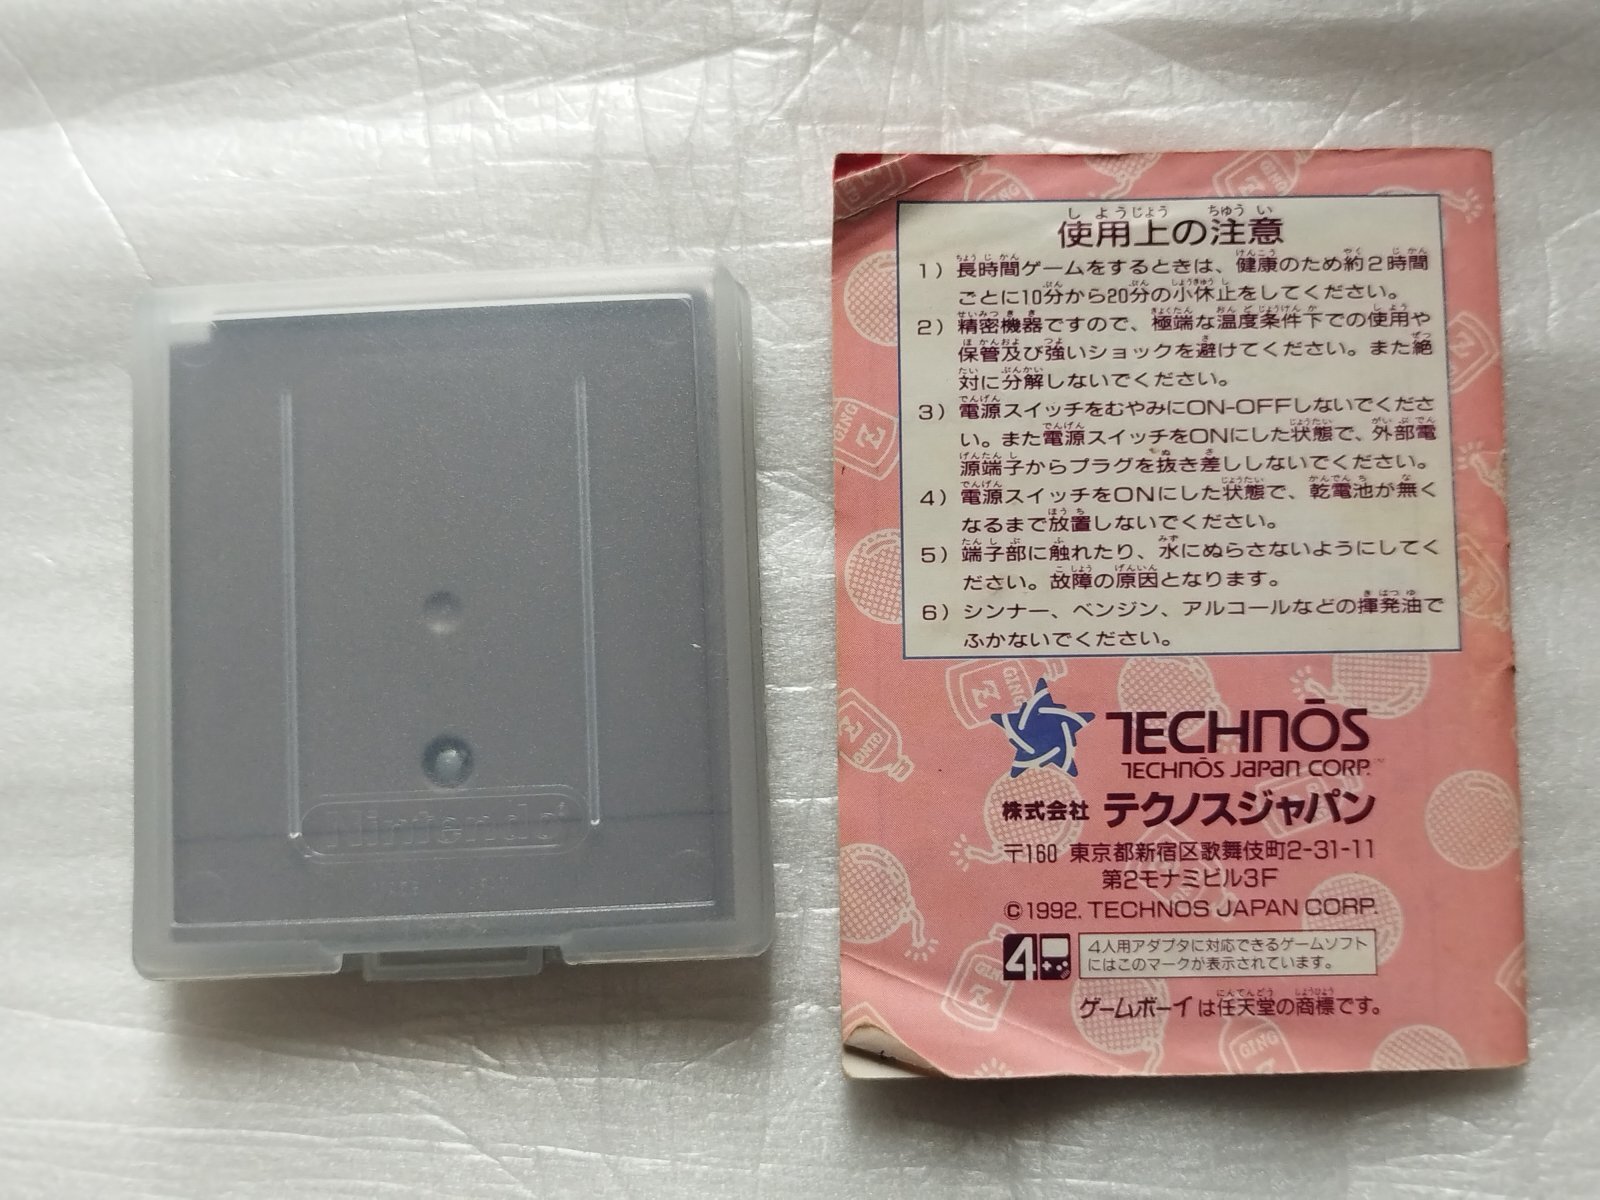 使用上の注意
1) 長時間ゲームをするときは、健康のため約2時間
ごとに10分から20分の小休止をしてください。
2) 精密機器ですので、極端な温度条件下での使用や
保管及び強いショックを避けてください。また絶
対に分解しないでください。
3) 電源スイッチをむやみにON-OFFしないでくださ
い。また電源スイッチをONにした状態で、外部電
源端子からプラグを抜き差ししないでください。
4) 電源スイッチをONにした状態で、乾電池が無く
なるまで放置しないでください。
5) 端子部に触れたり、水にぬらさないようにしてく
ださい。故障の原因となります。
6) シンナー、ベンジン、アルコールなどの揮発油で
ふかないでください。
TECHNŌS
TECHNŌS JAPAN CORP.
株式会社 テクノスジャパン
〒160 東京都新宿区歌舞伎町2-31-11
第2モナミビル3F
©1992. TECHNOS JAPAN CORP.
4
4人用アダプタに対応できるゲームソフト
にはこのマークが表示されています。
ゲームボーイは任天堂の商標です。
Nintendo